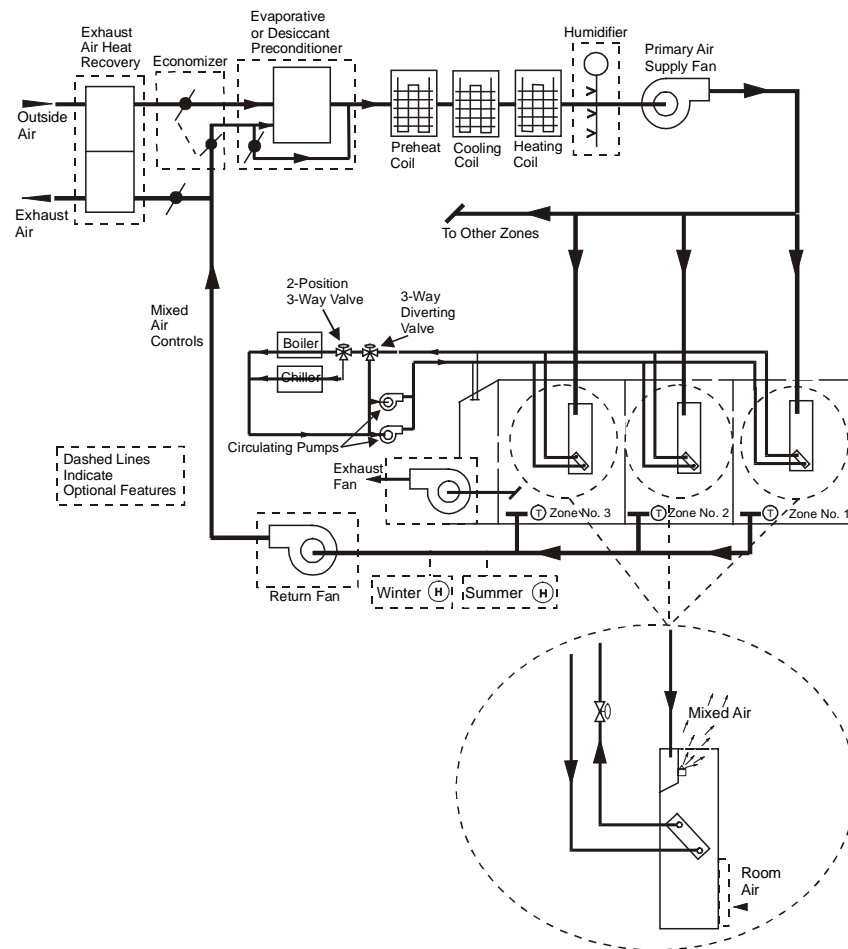 Evaporative
or Desiccant
Preconditioner
Exhaust
Air Heat
Recovery
Economizer
Humidifier
Primary Air
Supply Fan
Outside
Air
Preheat
Coil
Cooling
Coil
Heating
Coil
Exhaust
Air
To Other Zones
Mixed
Air
Controls
2-Position
3-Way Valve
3-Way
Diverting
Valve
Boiler
Chiller
Circulating Pumps
Dashed Lines
Indicate
Optional Features
Exhaust
Fan
T Zone No. 3
T Zone No. 2
T Zone No. 1
Return Fan
Winter H
Summer H
Mixed Air
Room
Air